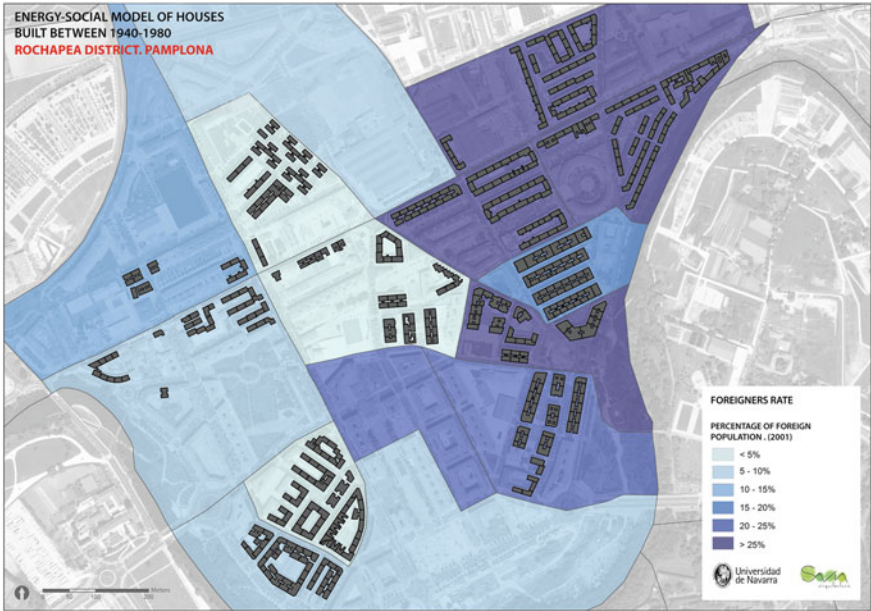 ENERGY-SOCIAL MODEL OF HOUSES
BUILT BETWEEN 1940-1980
ROCHAPEA DISTRICT. PAMPLONA
FOREIGNERS RATE
PERCENTAGE OF FOREIGN
POPULATION . (2001)
< 5%
5 - 10%
10 - 15%
15 - 20%
20 - 25%
> 25%
Universidad
de Navarra
Meters